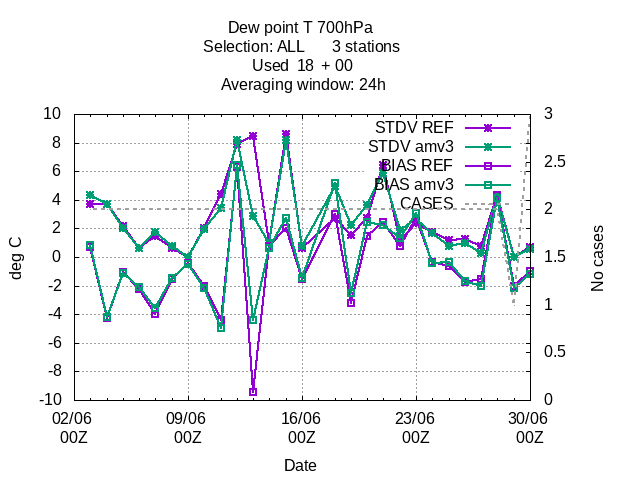 Dew point T 700hPa
Selection: ALL 3 stations
Used 18 + 00
Averaging window: 24h
10
8
6
4
2
0
-2
-4
-6
-8
-10
deg C
STDV REF
STDV amv3
BIAS REF
BIAS amv3
CASES
3
2.5
2
1.5
1
0.5
0
No cases
02/06 09/06 16/06 23/06 30/06
00Z 00Z 00Z 00Z 00Z
Date